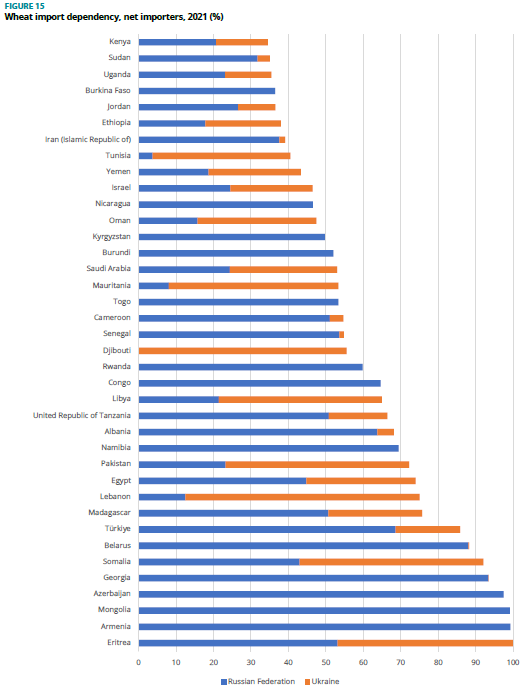 FIGURE 15
Wheat import dependency, net importers, 2021 (%)
Kenya
Sudan
Uganda
Burkina Faso
Jordan
Ethiopia
Iran (Islamic Republic of)
Tunisia
Yemen
Israel
Nicaragua
Oman
Kyrgyzstan
Burundi
Saudi Arabia
Mauritania
Togo
Cameroon
Senegal
Djibouti
Rwanda
Congo
Libya
United Republic of Tanzania
Albania
Namibia
Pakistan
Egypt
Lebanon
Madagascar
Türkiye
Belarus
Somalia
Georgia
Azerbaijan
Mongolia
Armenia
Eritrea
0 10 20 30 40 50 60 70 80 90 100
Russian Federation Ukraine